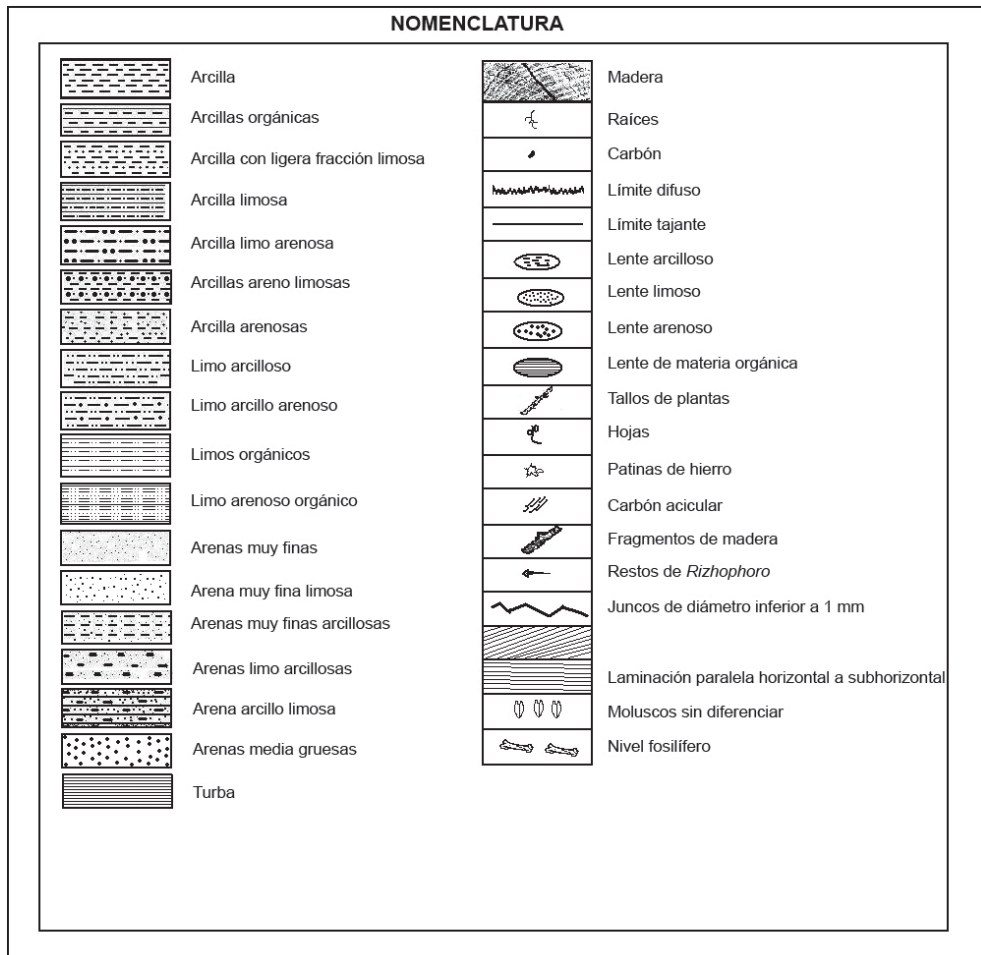 NOMENCLATURA
Arcilla
Arcillas orgánicas
Arcilla con ligera fracción limosa
Arcilla limosa
Arcilla limo arenosa
Arcillas areno limosas
Arcilla arenosas
Limo arcilloso
Limo arcillo arenoso
Limos orgánicos
Limo arenoso orgánico
Arenas muy finas
Arena muy fina limosa
Arenas muy finas arcillosas
Arenas limo arcillosas
Arena arcillo limosa
Arenas media gruesas
Turba
Madera
Raíces
Carbón
Límite difuso
Límite tajante
Lente arcilloso
Lente limoso
Lente arenoso
Lente de materia orgánica
Tallos de plantas
Hojas
Patinas de hierro
Carbón acicular
Fragmentos de madera
Restos de Rizhophoro
Juncos de diámetro inferior a 1 mm
Laminación paralela horizontal a subhorizontal
Moluscos sin diferenciar
Nivel fosilífero